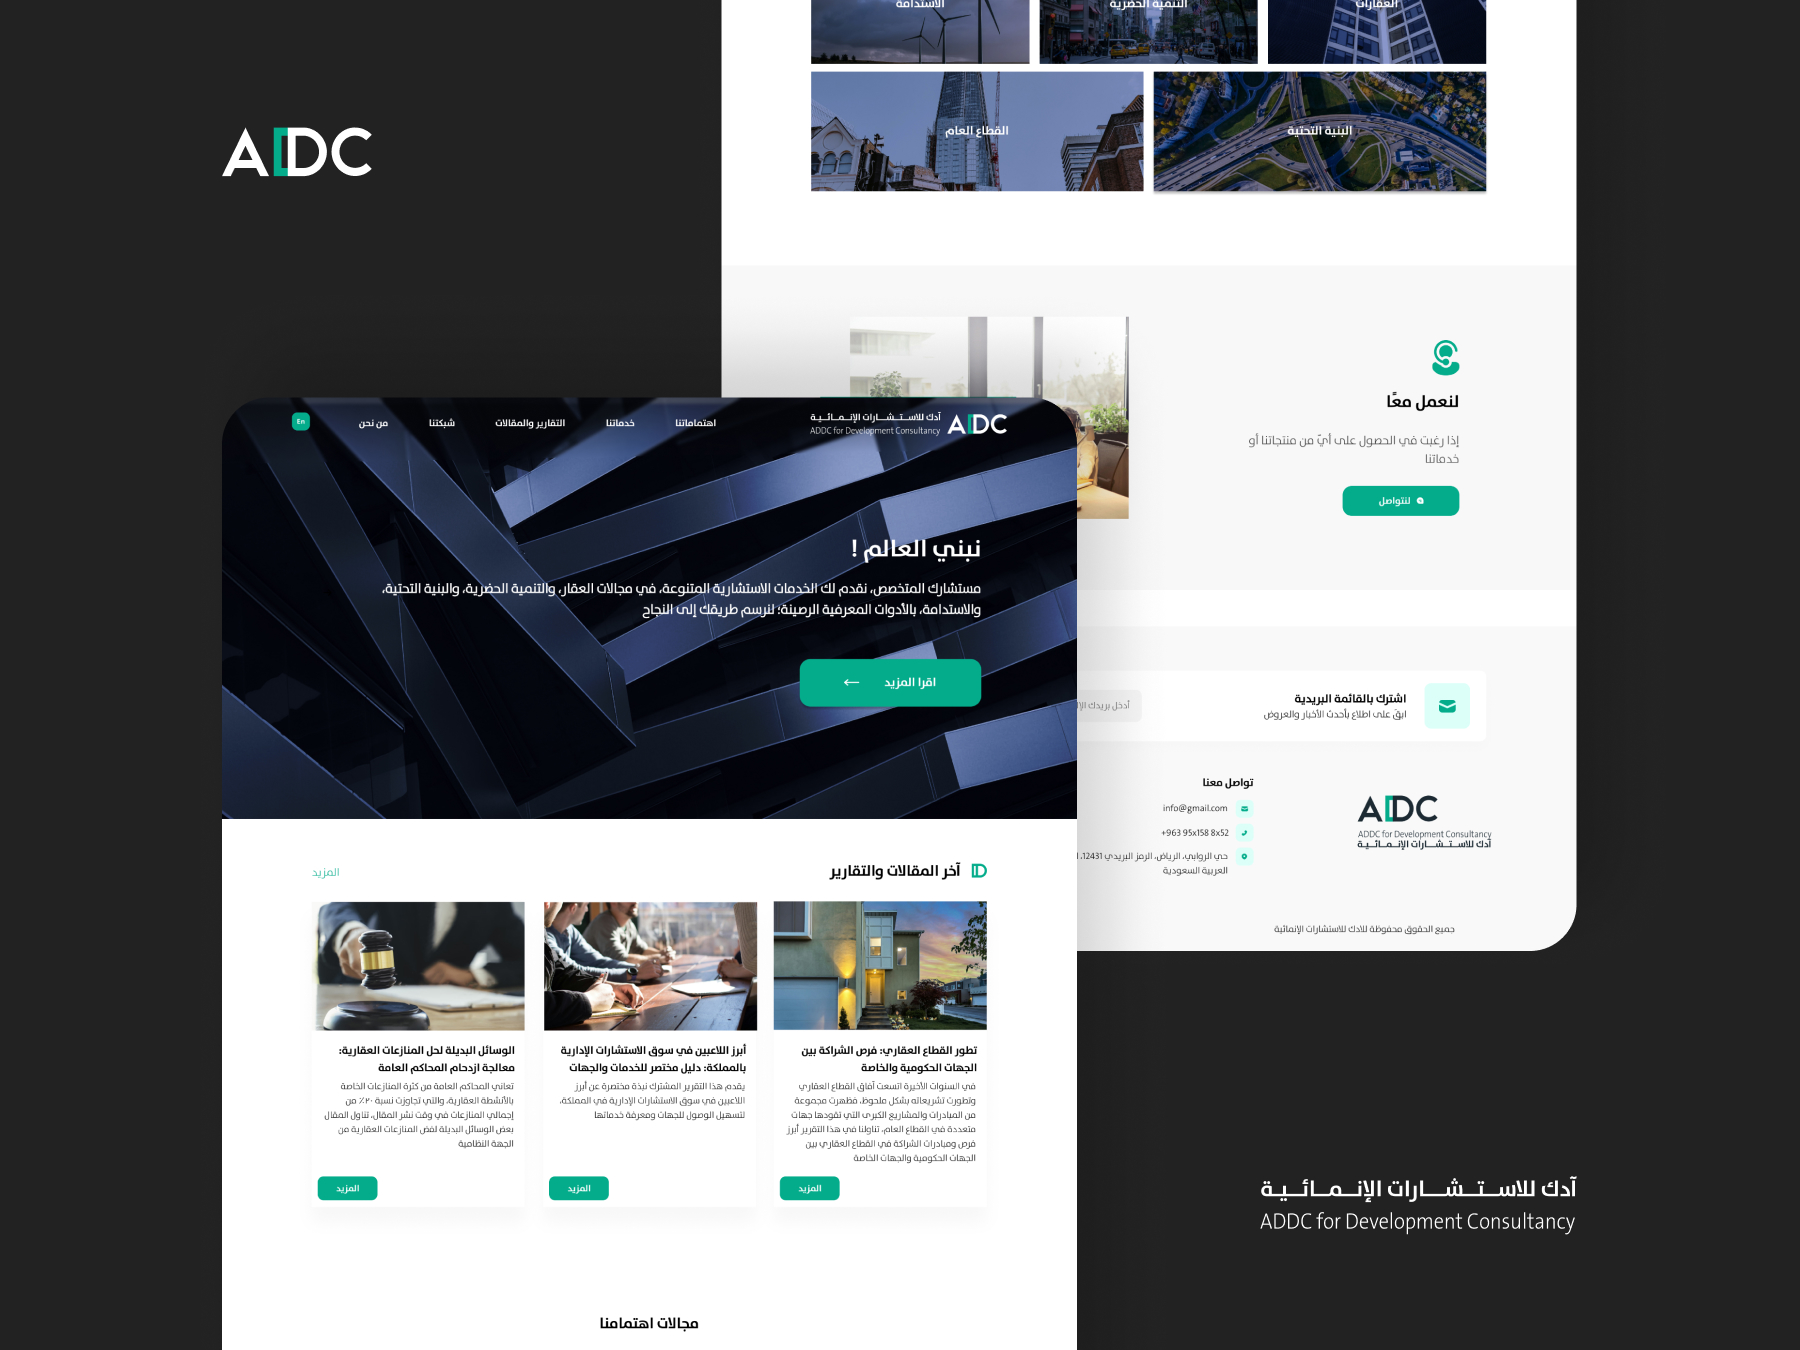 ADDC
الاستدامة
التنمية الحضرية
العقارات
القطاع العام
البنية التحتية
لنعمل معًا
إذا رغبت في الحصول على أيّ من منتجاتنا أو
خدماتنا
لنتواصل
اشترك بالقائمة البريدية
ابقَ على اطلاع بأحدث الأخبار والعروض
أدخل بريدك
تواصل معنا
info@gmail.com
+963 95x158 8x52
حي الروابي، الرياض، الرمز البريدي 12431،
العربية السعودية
ADDC
ADDC for Development Consultancy
آدك للاستشارات الإنمائية
جميع الحقوق محفوظة للادك للاستشارات الإنمائية
ADDC
آدك للاستشارات الإنمائية
ADDC for Development Consultancy
اهتماماتنا
خدماتنا
التقارير والمقالات
شبكتنا
من نحن
En
نبني العالم !
مستشارك المتخصص، نقدم لك الخدمات الاستشارية المتنوعة، في مجالات العقار، والتنمية الحضرية، والبنية التحتية،
والاستدامة، بالأدوات المعرفية الرصينة؛ لنرسم طريقك إلى النجاح
اقرا المزيد ←
آخر المقالات والتقارير
المزيد
تطور القطاع العقاري: فرص الشراكة بين
الجهات الحكومية والخاصة
في السنوات الأخيرة اتسعت آفاق القطاع العقاري
وتطورت تشريعاته بشكل ملحوظ، فظهرت مجموعة
من المبادرات والمشاريع الكبرى التي تقودها جهات
متعددة في القطاع العام، تناولنا في هذا التقرير أبرز
فرص ومبادرات الشراكة في القطاع العقاري بين
الجهات الحكومية والجهات الخاصة
المزيد
أبرز اللاعبين في سوق الاستشارات الإدارية
بالمملكة: دليل مختصر للخدمات والجهات
يقدم هذا التقرير المشترك نبذة مختصرة عن أبرز
اللاعبين في سوق الاستشارات الإدارية في المملكة،
لتسهيل الوصول للجهات ومعرفة خدماتها
المزيد
الوسائل البديلة لحل المنازعات العقارية:
معالجة ازدحام المحاكم العامة
تعاني المحاكم العامة من كثرة المنازعات الخاصة
بالأنشطة العقارية، والتي تجاوزت نسبة ٢٠٪ من
إجمالي المنازعات في وقت نشر المقال، تناول المقال
بعض الوسائل البديلة لفض المنازعات العقارية من
الجهة النظامية
المزيد
مجالات اهتمامنا
آدك للاستشارات الإنمائية
ADDC for Development Consultancy